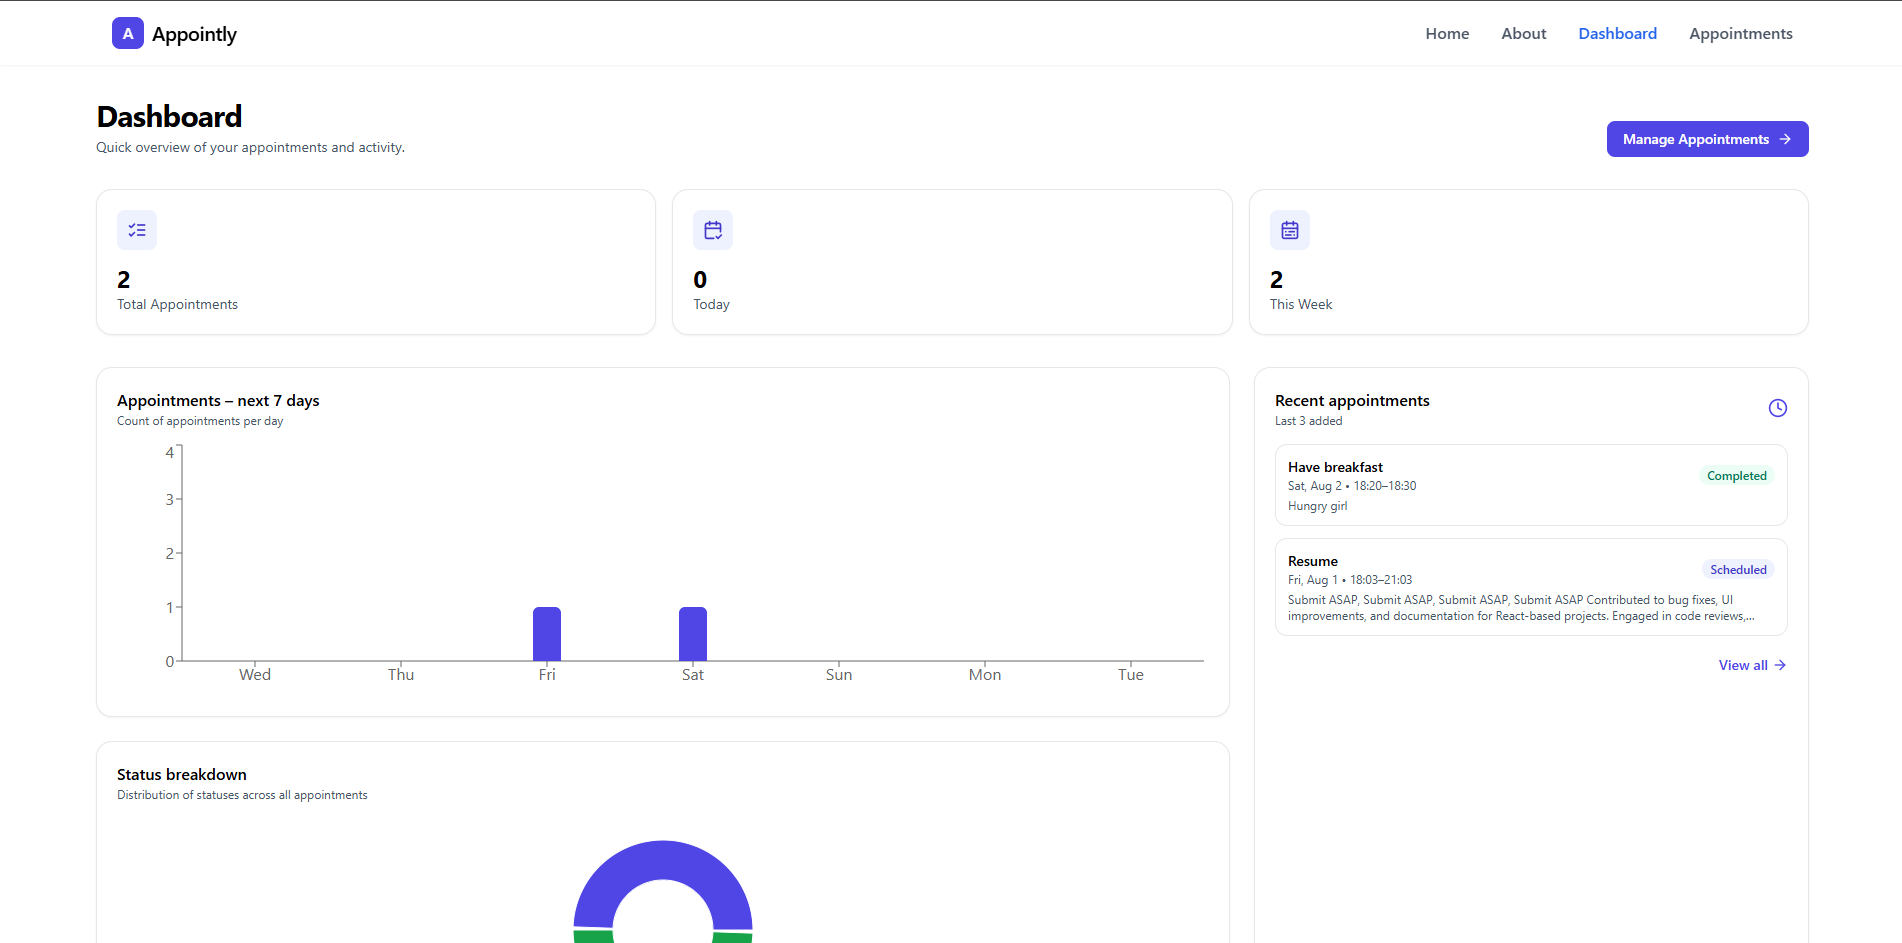 A Appointly
Home About Dashboard Appointments
Dashboard
Quick overview of your appointments and activity.
Manage Appointments
2
Total Appointments
0
Today
2
This Week
Appointments – next 7 days
Count of appointments per day
4
3
2
1
0
Wed Thu Fri Sat Sun Mon Tue
Recent appointments
Last 3 added
Have breakfast
Completed
Sat, Aug 2 • 18:20–18:30
Hungry girl
Resume
Scheduled
Fri, Aug 1 • 18:03–21:03
Submit ASAP, Submit ASAP, Submit ASAP, Submit ASAP Contributed to bug fixes, UI
improvements, and documentation for React-based projects. Engaged in code reviews,...
View all
Status breakdown
Distribution of statuses across all appointments